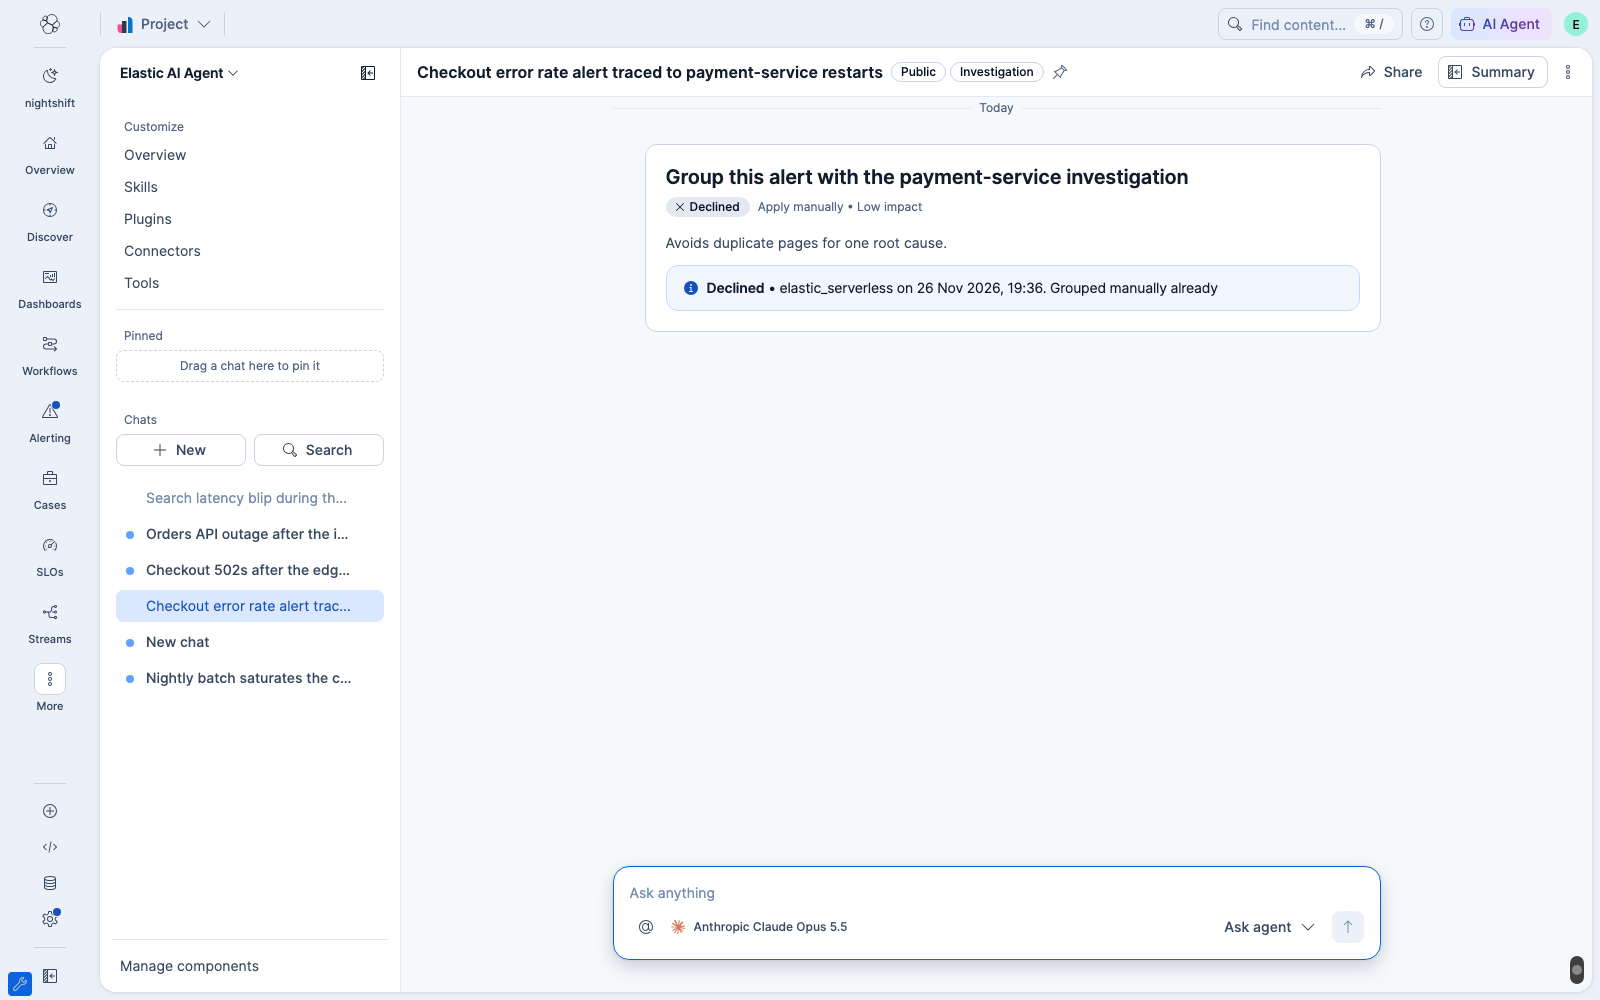 Project
Find content...
⌘ /
AI Agent
E
nightshift
Overview
Discover
Dashboards
Workflows
Alerting
Cases
SLOs
Streams
More
Elastic AI Agent
Customize
Overview
Skills
Plugins
Connectors
Tools
Pinned
Drag a chat here to pin it
Chats
New
Search
Search latency blip during th...
Orders API outage after the i...
Checkout 502s after the edg...
Checkout error rate alert trac...
New chat
Nightly batch saturates the c...
Manage components
Checkout error rate alert traced to payment-service restarts
Public
Investigation
Share
Summary
Today
Group this alert with the payment-service investigation
Declined
Apply manually • Low impact
Avoids duplicate pages for one root cause.
Declined • elastic_serverless on 26 Nov 2026, 19:36. Grouped manually already
Ask anything
@
Anthropic Claude Opus 5.5
Ask agent